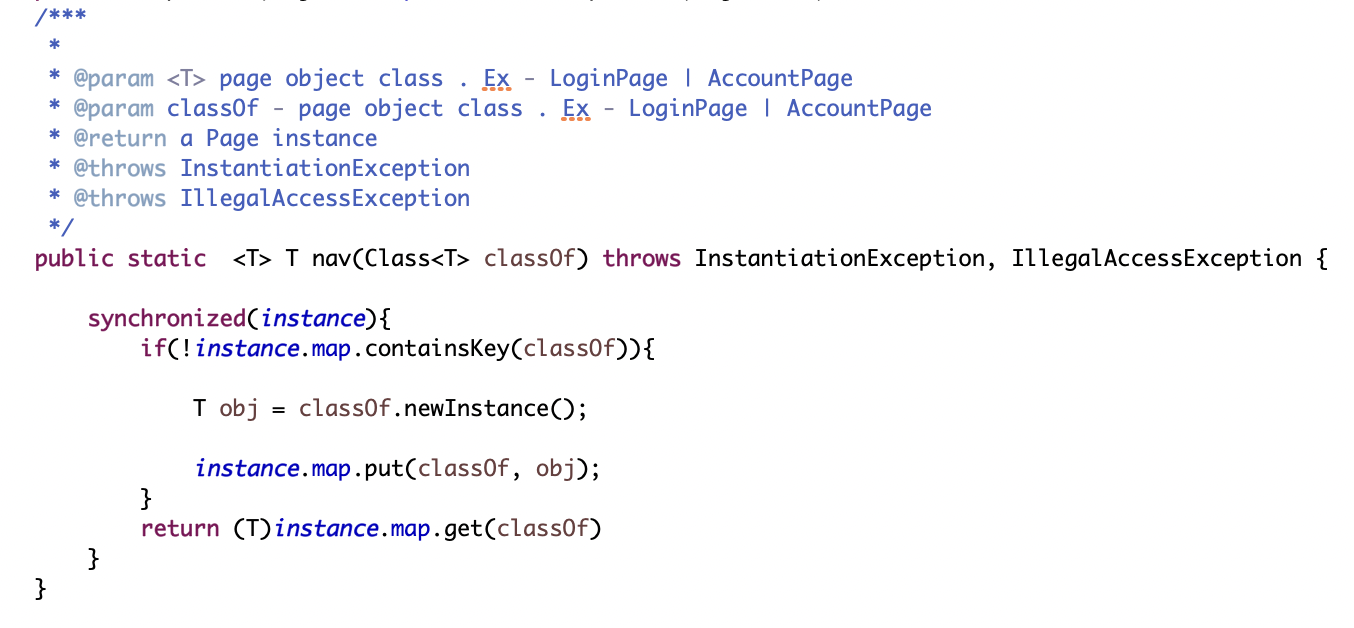 /***
 *
 * @param <T> page object class . Ex - LoginPage | AccountPage
 * @param classOf - page object class . Ex - LoginPage | AccountPage
 * @return a Page instance
 * @throws InstantiationException
 * @throws IllegalAccessException
 */
public static  <T> T nav(Class<T> classOf) throws InstantiationException, IllegalAccessException {
    synchronized(instance){
        if(!instance.map.containsKey(classOf)){
            T obj = classOf.newInstance();
            instance.map.put(classOf, obj);
        }
        return (T)instance.map.get(classOf)
    }
}